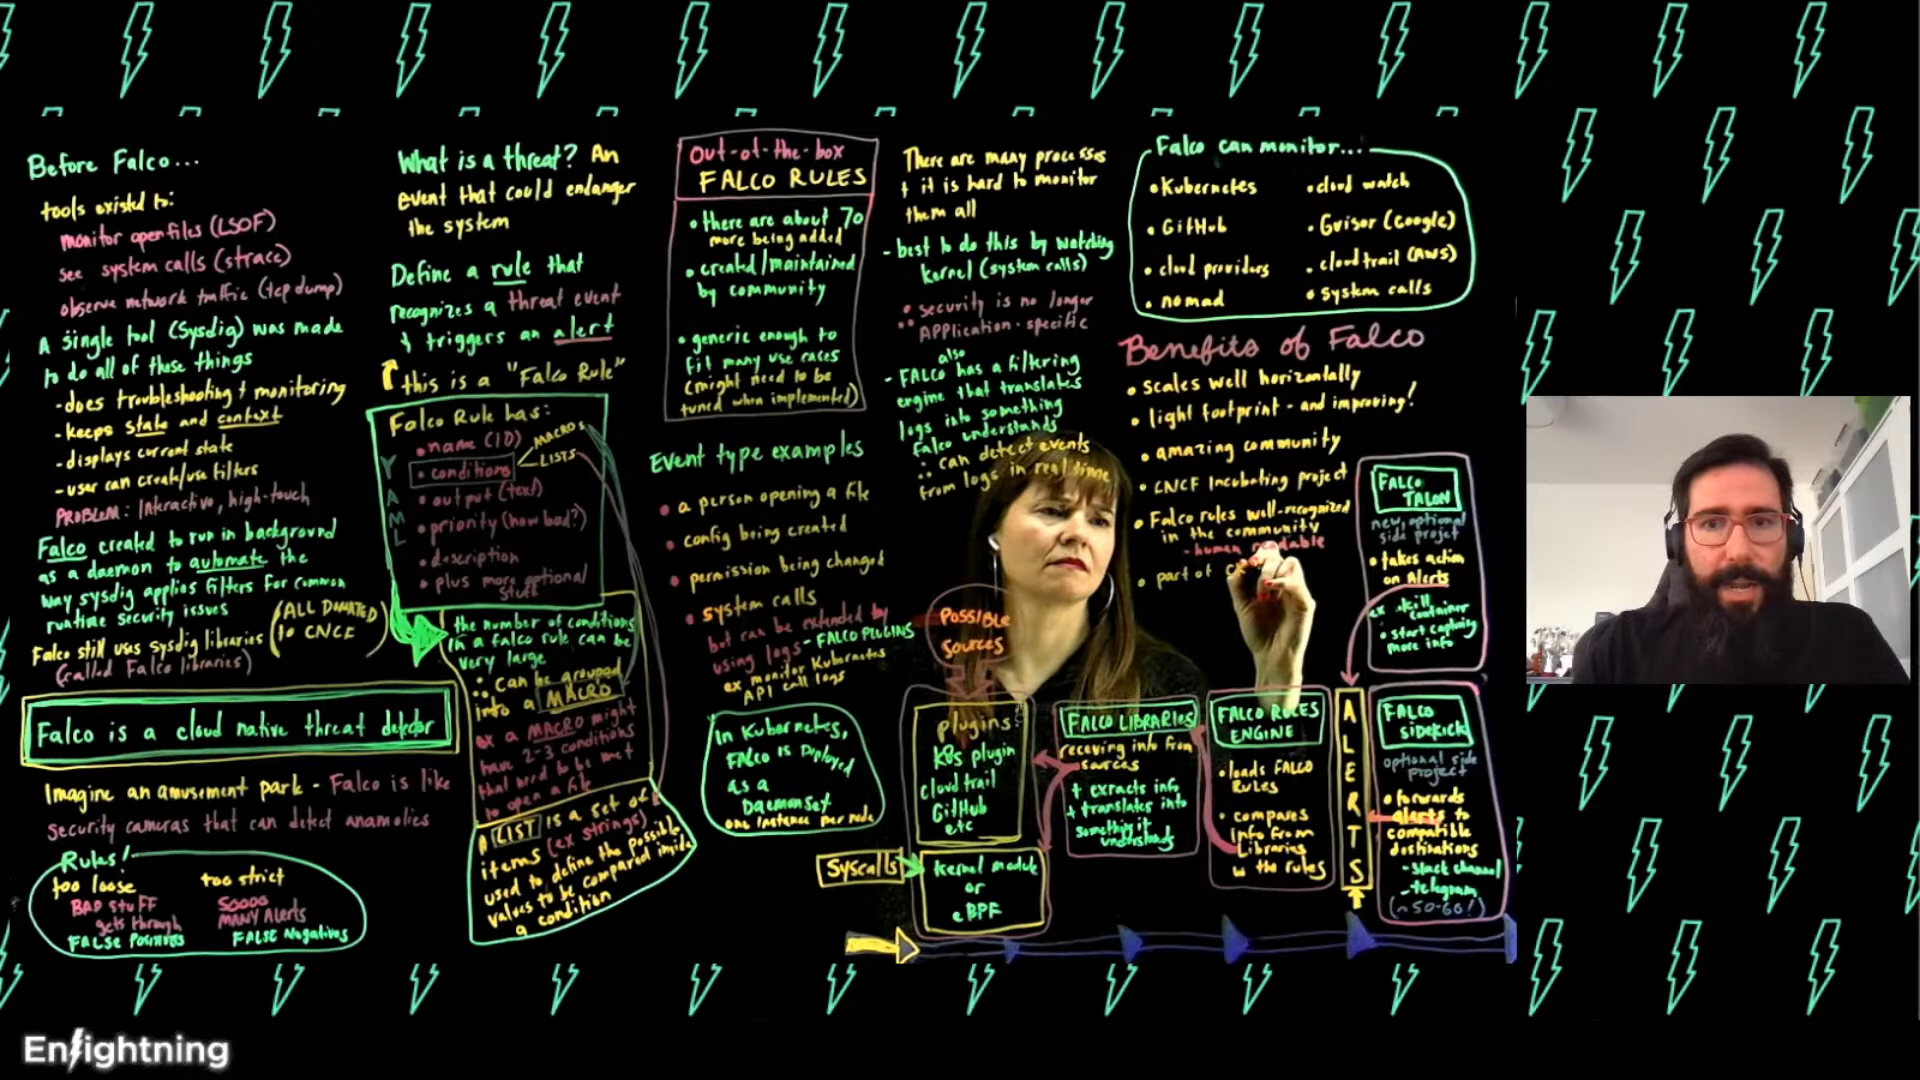 Before Falco...
tools existed to:
monitor open files (LSOF)
see system calls (strace)
observe network traffic (tcp dump)
A single tool (Sysdig) was made
to do all of those things
- does troubleshooting + monitoring
- keeps state and context
- displays current state
- user can create/use filters
PROBLEM: Interactive, high-touch
Falco created to run in background
as a daemon to automate the
way sysdig applies filters for common
runtime security issues
(ALL DONATED
to CNCF)
Falco still uses sysdig libraries
(called Falco libraries)
Falco is a cloud native threat detector
Imagine an amusement park - Falco is like
security cameras that can detect anamolies
Rules!
too loose
BAD STUFF
gets through
FALSE POSITIVES
too strict
SOOOO
MANY Alerts
FALSE Negatives
What is a threat? An
event that could endanger
the system
Define a rule that
recognizes a threat event
+ triggers an alert
this is a "Falco Rule"
Falco Rule has:
YAML
• name (ID)
• conditions
- MACROS
- LISTS
• output (text)
• priority (how bad?)
• description
• plus more optional
stuff
the number of conditions
in a falco rule can be
very large
∴ can be grouped
into a MACRO
ex a MACRO might
have 2-3 conditions
that need to be met
to open a file
A LIST is a set of
items (ex strings)
used to define the possible
values to be compared inside
a condition
Out-of-the-box
FALCO RULES
• there are about 70
more being added
• created/maintained
by community
• generic enough to
fit many use cases
(might need to be
tuned when implemented)
Event type examples
• a person opening a file
• config being created
• permission being changed
• system calls
but can be extended by
using logs - FALCO PLUGINS
ex monitor Kubernetes
API call logs
In Kubernetes,
FALCO is Deployed
as a
DaemonSet
one instance per node
There are many processes
+ it is hard to monitor
them all
- best to do this by watching
kernel (system calls)
• security is no longer
APPlication-specific
also
- FALCO has a filtering
engine that translates
logs into something
Falco understands
∴ can detect events
from logs in real time
POSSIBLE
SOURCES
plugins
K8s plugin
cloud trail
GitHub
etc
Syscalls
Kernel module
or
eBPF
FALCO LIBRARIES
receving info from
sources
+ exracts info
+ translates into
something it
understands
FALCO RULES
ENGINE
• loads FALCO
RULES
• compares
info from
Libraries
w the rules
ALERTS
Falco can monitor...
• Kubernetes
• GitHub
• cloud providers
• nomad
• cloud watch
• Gvisor (Google)
• cloudtrail (AWS)
• system calls
Benefits of Falco
• scales well horizontally
• light footprint - and improving!
• amazing community
• CNCF Incubating project
• Falco rules well-recognized
in the community
- human readable
• part of
FALCO
TALON
new, optional
side project
• takes action
on Alerts
ex • kill
container
• start capturing
more info
FALCO
SIDEKICK
optional side
project
• forwards
alerts to
compatible
destinations
- slack channel
- telegram
(~50-60!)
Enlightning